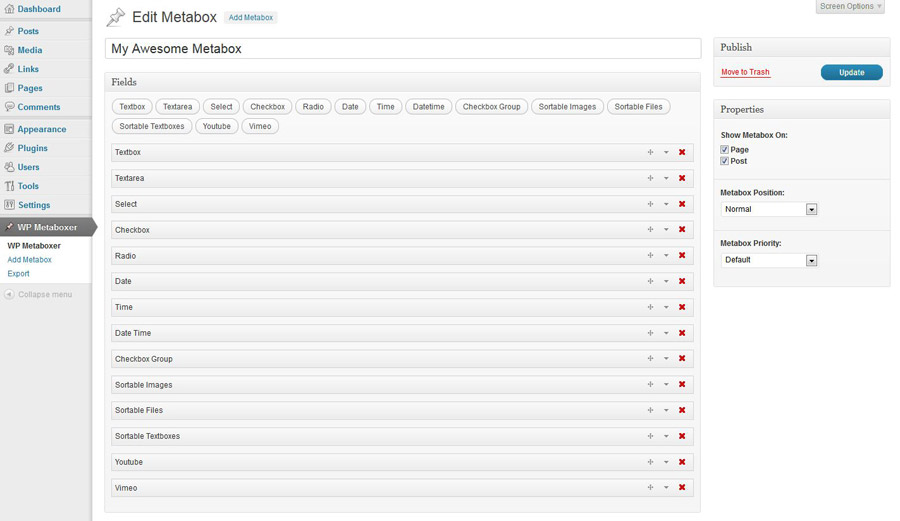 Dashboard
Posts
Media
Links
Pages
Comments
Appearance
Plugins
Users
Tools
Settings
WP Metaboxer
WP Metaboxer
Add Metabox
Export
Collapse menu
Screen Options
Edit Metabox Add Metabox
My Awesome Metabox
Fields
Textbox Textarea Select Checkbox Radio Date Time Datetime Checkbox Group Sortable Images Sortable Files
Sortable Textboxes Youtube Vimeo
Textbox
Textarea
Select
Checkbox
Radio
Date
Time
Date Time
Checkbox Group
Sortable Images
Sortable Files
Sortable Textboxes
Youtube
Vimeo
Publish
Move to Trash Update
Properties
Show Metabox On:
Page
Post
Metabox Position:
Normal
Metabox Priority:
Default